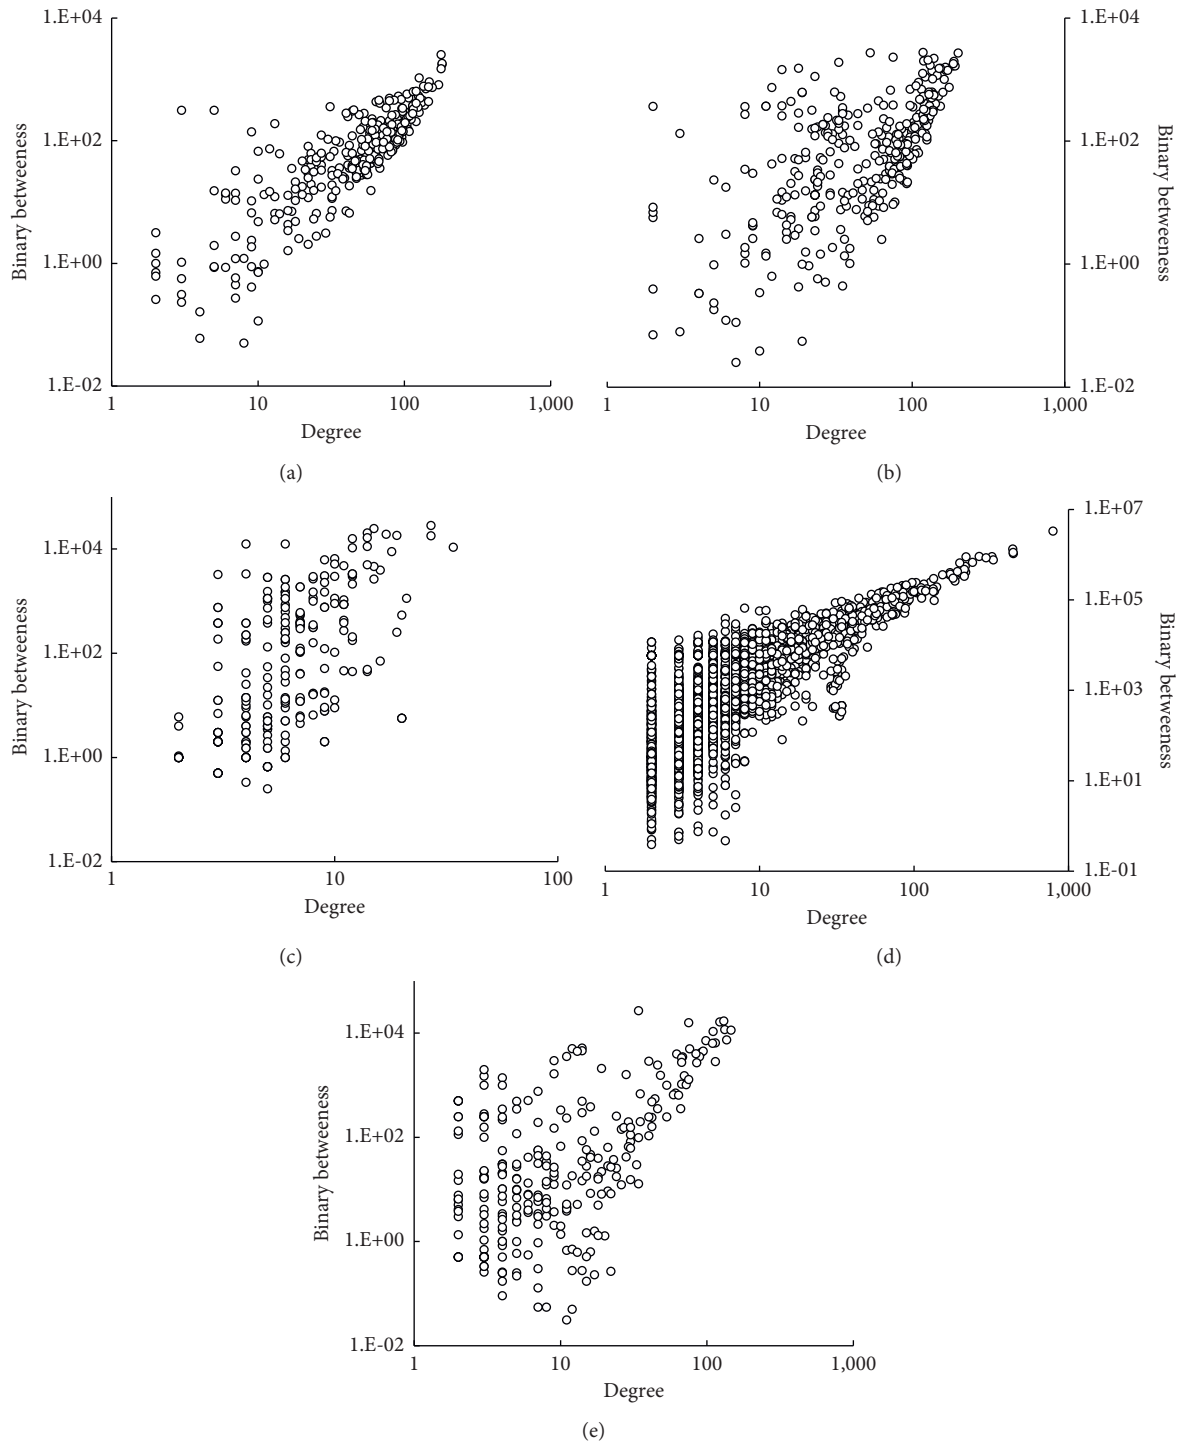 1.E+04
1.E+02
1.E+00
1.E–02
Binary betweeness
1
10
100
1,000
Degree
(a)
1.E+04
1.E+02
1.E+00
1.E–02
Binary betweeness
1
10
100
1,000
Degree
(b)
1.E+04
1.E+02
1.E+00
1.E–02
Binary betweeness
1
10
100
Degree
(c)
1.E+07
1.E+05
1.E+03
1.E+01
1.E–01
Binary betweeness
1
10
100
1,000
Degree
(d)
1.E+04
1.E+02
1.E+00
1.E–02
Binary betweeness
1
10
100
1,000
Degree
(e)